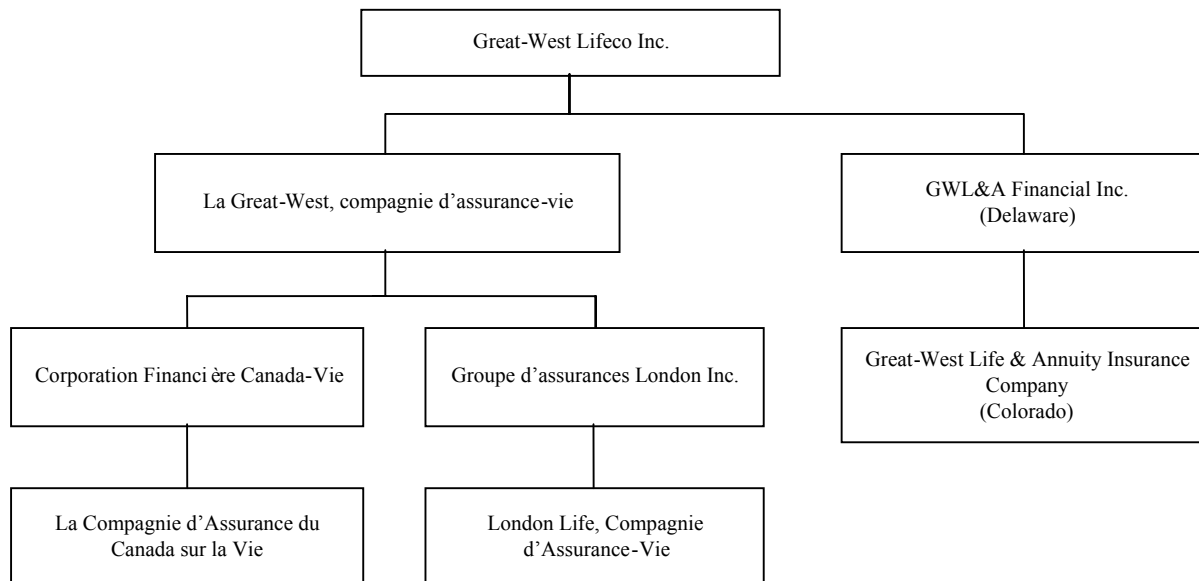 Great-West Lifeco Inc.
La Great-West, compagnie d'assurance-vie
GWL&A Financial Inc.
(Delaware)
Corporation Financi ère Canada-Vie
Groupe d'assurances London Inc.
Great-West Life & Annuity Insurance
Company
(Colorado)
La Compagnie d'Assurance du
Canada sur la Vie
London Life, Compagnie
d'Assurance-Vie